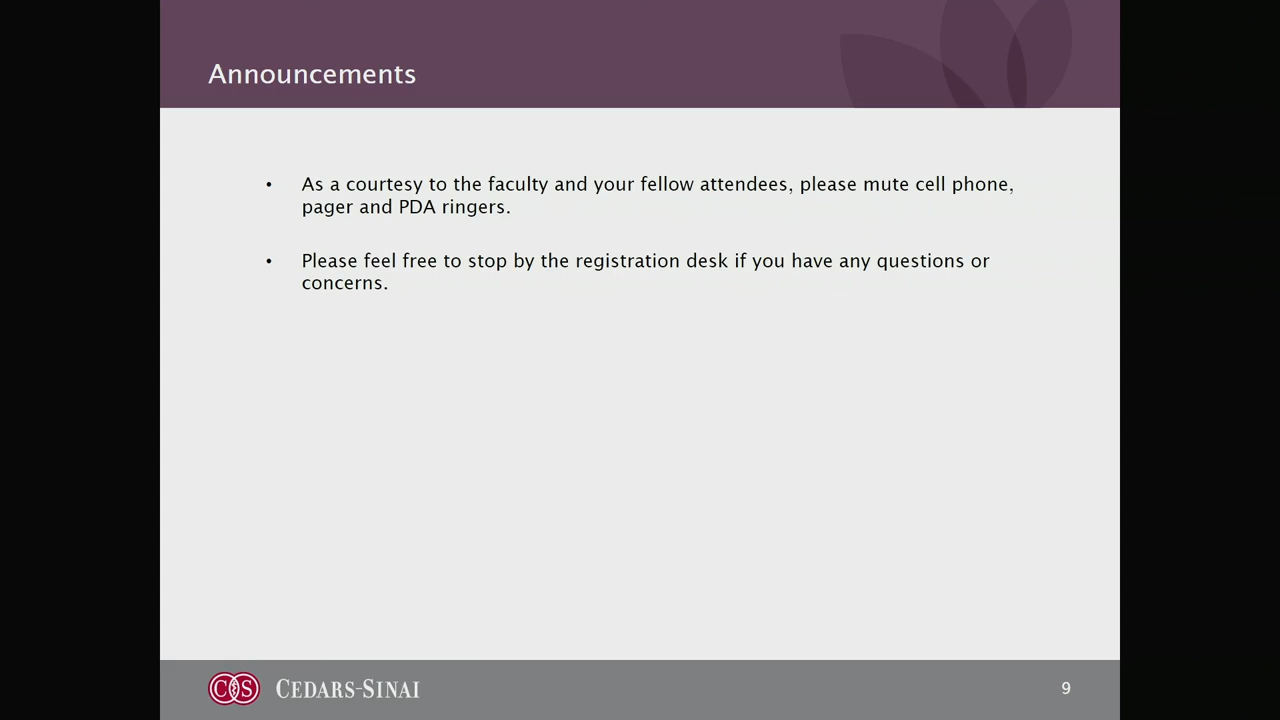 Announcements
• As a courtesy to the faculty and your fellow attendees, please mute cell phone,
pager and PDA ringers.
• Please feel free to stop by the registration desk if you have any questions or
concerns.
CS CEDARS-SINAI
9